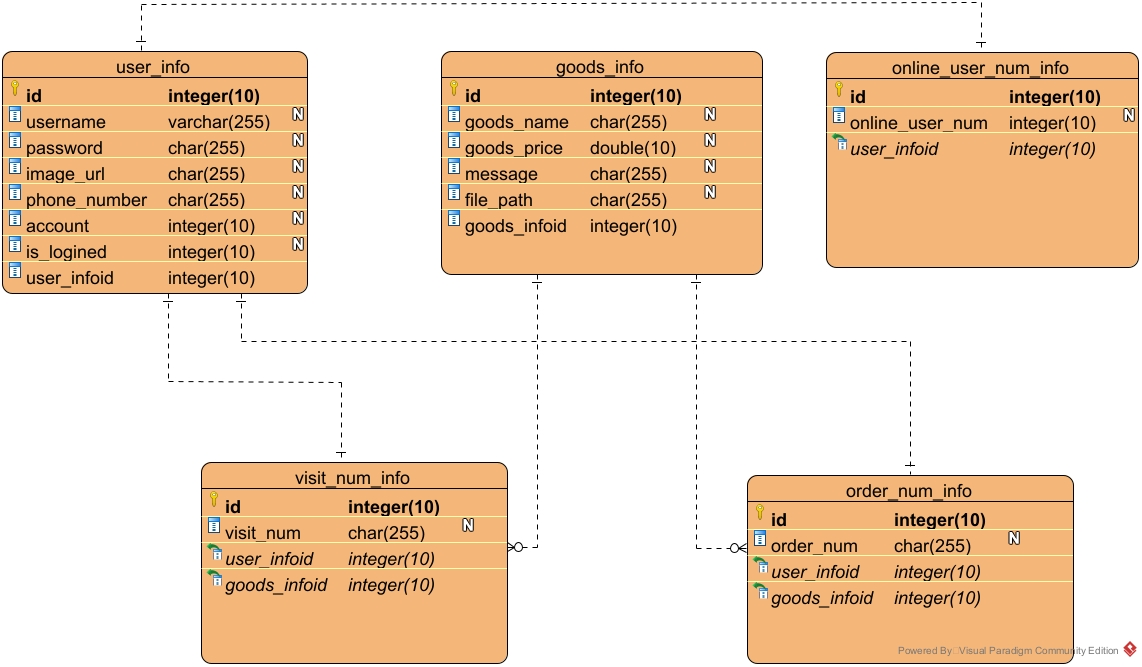 user_info
id integer(10)
username varchar(255) N
password char(255) N
image_url char(255) N
phone_number char(255) N
account integer(10) N
is_logined integer(10) N
user_infoid integer(10)
goods_info
id integer(10)
goods_name char(255) N
goods_price double(10) N
message char(255) N
file_path char(255) N
goods_infoid integer(10)
online_user_num_info
id integer(10)
online_user_num integer(10) N
user_infoid integer(10)
visit_num_info
id integer(10)
visit_num char(255) N
user_infoid integer(10)
goods_infoid integer(10)
order_num_info
id integer(10)
order_num char(255) N
user_infoid integer(10)
goods_infoid integer(10)
Powered By Visual Paradigm Community Edition